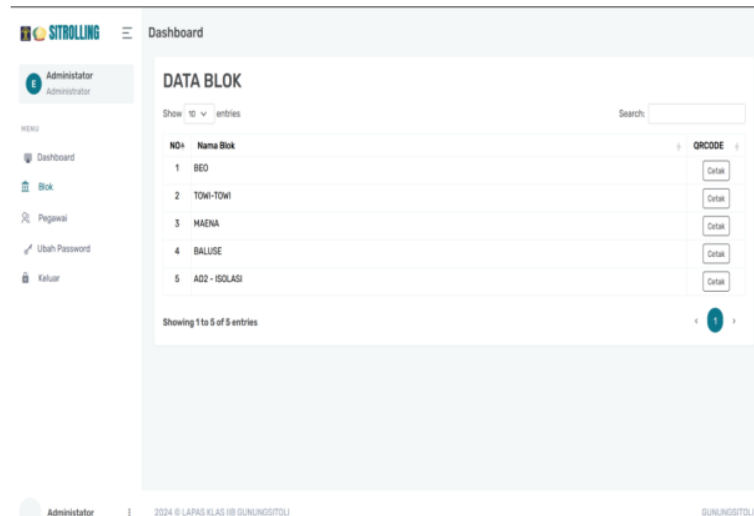 SITROLLING
Dashboard
E
Administator
Administrator
MENU
Dashboard
Blok
Pegawai
Ubah Password
Keluar
DATA BLOK
Show 10 entries
Search:
NO Nama Blok QRCODE
1 BEO Cetak
2 TOWI-TOWI Cetak
3 MAENA Cetak
4 BALUSE Cetak
5 AO2 - ISOLASI Cetak
Showing 1 to 5 of 5 entries
‹ 1 ›
Administator
2024 © LAPAS KLAS IIB GUNUNGSITOLI
GUNUNGSITOLI